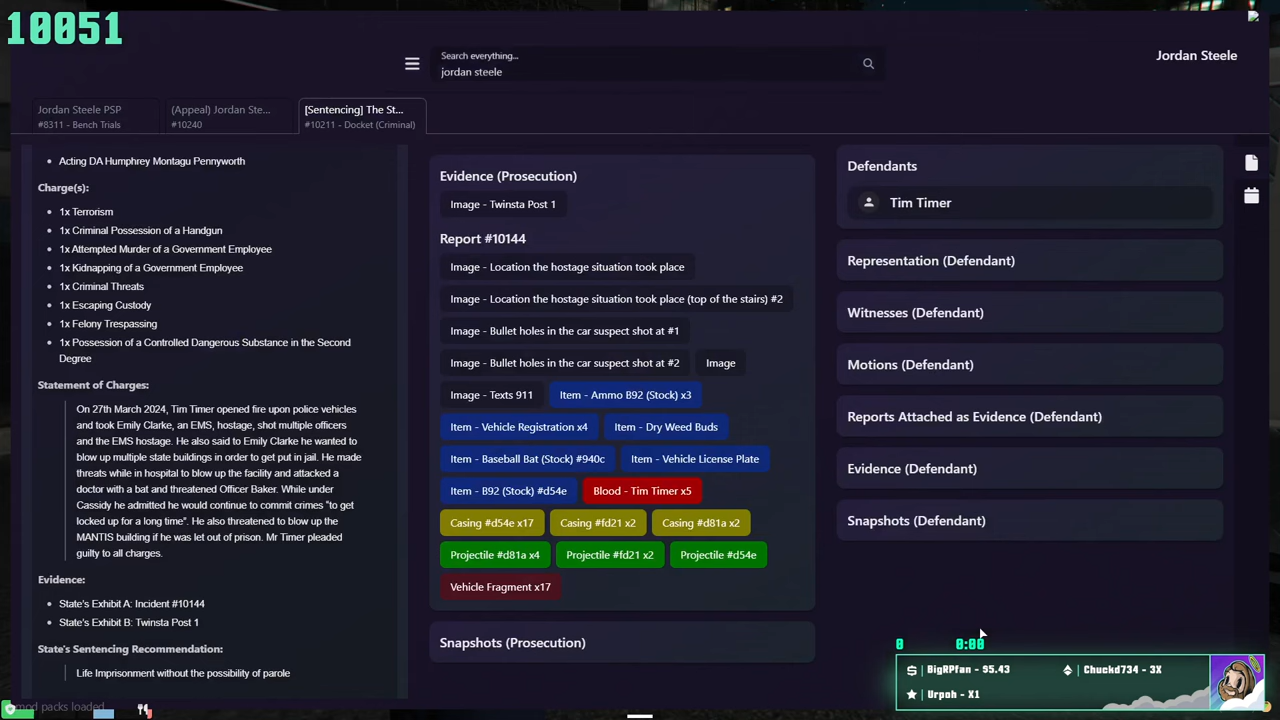 10051
Search everything...
jordan steele
Jordan Steele
Jordan Steele PSP
#8311 - Bench Trials
(Appeal) Jordan Ste...
#10240
[Sentencing] The St...
#10211 - Docket (Criminal)
Acting DA Humphrey Montagu Pennyworth
Charge(s):
1x Terrorism
1x Criminal Possession of a Handgun
1x Attempted Murder of a Government Employee
1x Kidnapping of a Government Employee
1x Criminal Threats
1x Escaping Custody
1x Felony Trespassing
1x Possession of a Controlled Dangerous Substance in the Second
Degree
Statement of Charges:
On 27th March 2024, Tim Timer opened fire upon police vehicles
and took Emily Clarke, an EMS, hostage, shot multiple officers
and the EMS hostage. He also said to Emily Clarke he wanted to
blow up multiple state buildings in order to get put in jail. He made
threats while in hospital to blow up the facility and attacked a
doctor with a bat and threatened Officer Baker. While under
Cassidy he admitted he would continue to commit crimes “to get
locked up for a long time”. He also threatened to blow up the
MANTIS building if he was let out of prison. Mr Timer pleaded
guilty to all charges.
Evidence:
State's Exhibit A: Incident #10144
State's Exhibit B: Twinsta Post 1
State's Sentencing Recommendation:
Life Imprisonment without the possibility of parole
mod packs loaded
Evidence (Prosecution)
Image - Twinsta Post 1
Report #10144
Image - Location the hostage situation took place
Image - Location the hostage situation took place (top of the stairs) #2
Image - Bullet holes in the car suspect shot at #1
Image - Bullet holes in the car suspect shot at #2 Image
Image - Texts 911 Item - Ammo B92 (Stock) x3
Item - Vehicle Registration x4 Item - Dry Weed Buds
Item - Baseball Bat (Stock) #940c Item - Vehicle License Plate
Item - B92 (Stock) #d54e Blood - Tim Timer x5
Casing #d54e x17 Casing #fd21 x2 Casing #d81a x2
Projectile #d81a x4 Projectile #fd21 x2 Projectile #d54e
Vehicle Fragment x17
Snapshots (Prosecution)
Defendants
Tim Timer
Representation (Defendant)
Witnesses (Defendant)
Motions (Defendant)
Reports Attached as Evidence (Defendant)
Evidence (Defendant)
Snapshots (Defendant)
0 0:00
BigRPfan - 95.43 Chuckd734 - 3X
Urpoh - X1